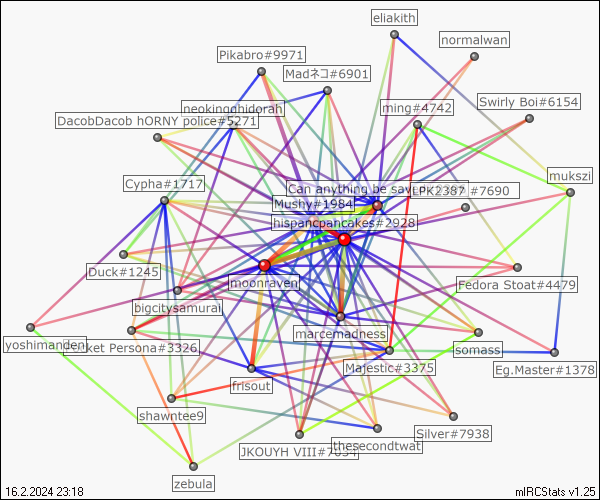 eliakith
normalwan
Pikabro#9971
Madネコ#6901
Swirly Boi#6154
neokingghidorah
ming#4742
DacobDacob hORNY police#5271
mukszi
Cypha#1717
Can anything be save
LPK2387 #7690
Mushy#1984
hispancpancakes#2928
Duck#1245
moonraven
Fedora Stoat#4479
bigcitysamurai
marcemadness
yoshimanden
Cricket Persona#3326
somass
Majestic#3375
Eg.Master#1378
frisout
shawntee9
Silver#7938
thesecondtwat
JKOUYH VIII#7834
zebula
16.2.2024 23:18
mIRCStats v1.25